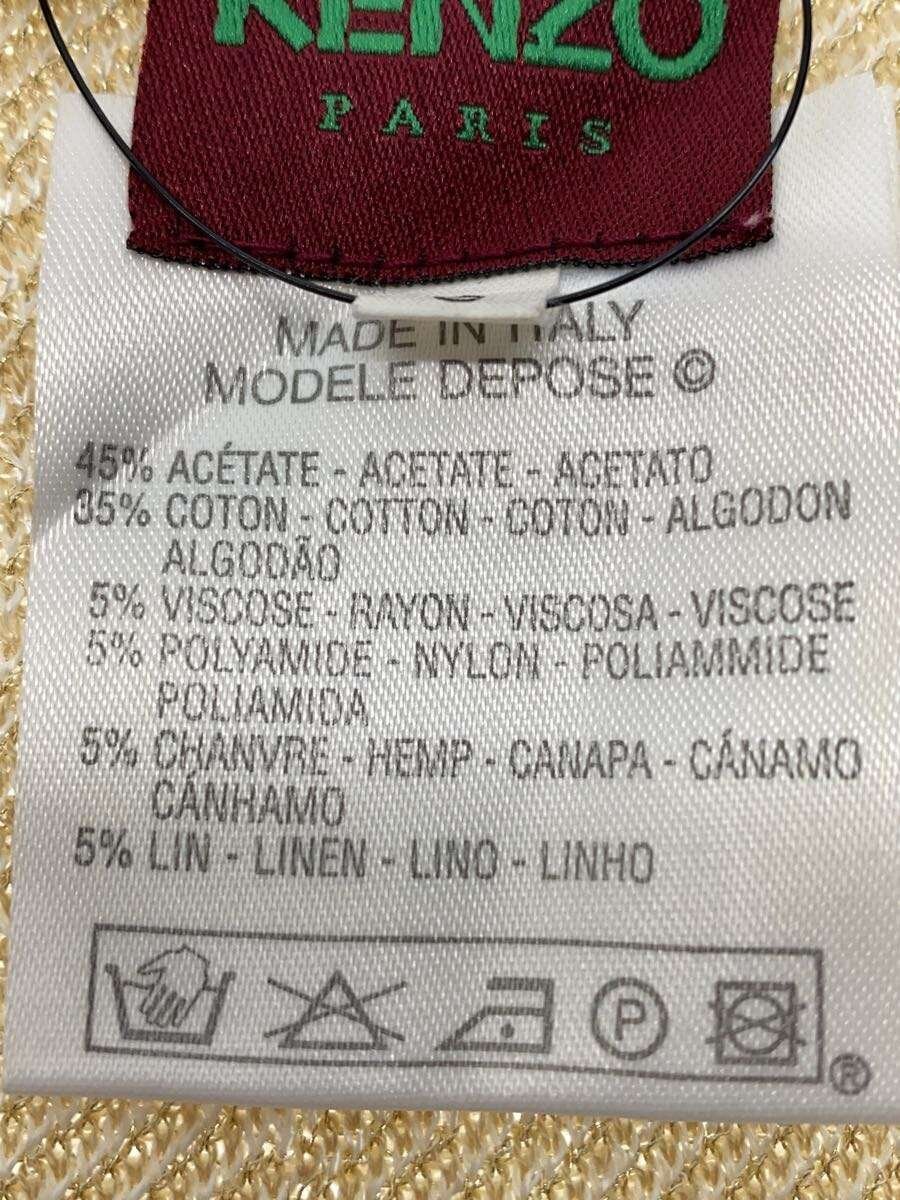 KENZO
PARIS
MADE IN ITALY
MODELE DEPOSE ©
45% ACÉTATE - ACETATE - ACETATO
35% COTON - COTTON - COTON - ALGODON
ALGODÃO
5% VISCOSE - RAYON - VISCOSA - VISCOSE
5% POLYAMIDE - NYLON - POLIAMMIDE
POLIAMIDA
5% CHANVRE - HEMP - CANAPA - CÁNAMO
CÁNHAMO
5% LIN - LINEN - LINO - LINHO
P
®